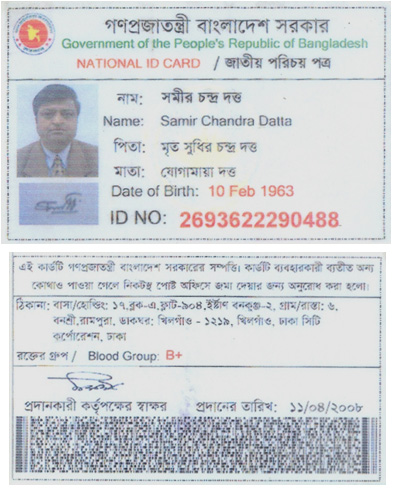 গণপ্রজাতন্ত্রী বাংলাদেশ সরকার
Government of the People's Republic of Bangladesh
NATIONAL ID CARD / জাতীয় পরিচয় পত্র
নাম: সমীর চন্দ্র দত্ত
Name: Samir Chandra Datta
পিতা: মৃত সুধির চন্দ্র দত্ত
মাতা: যোগামায়া দত্ত
Date of Birth: 10 Feb 1963
ID NO: 2693622290488
এই কার্ডটি গণপ্রজাতন্ত্রী বাংলাদেশ সরকারের সম্পত্তি। কার্ডটি ব্যবহারকারী ব্যতীত অন্য
কোথাও পাওয়া গেলে নিকটস্থ পোষ্ট অফিসে জমা দেবার জন্য অনুরোধ করা হলো।
ঠিকানা: বাসা/হোল্ডিং: ১৭,ব্লক-এ,ফ্লাট-৯০৪,ইষ্টার্ণ বনকুঞ্জ-২, গ্রাম/রাস্তা: ৬,
বনশ্রী,রামপুরা, ডাকঘর: খিলগাঁও - ১২১৯, খিলগাঁও, ঢাকা সিটি
কর্পোরেশন, ঢাকা
রক্তের গ্রুপ / Blood Group: B+
প্রদানকারী কর্তৃপক্ষের স্বাক্ষর প্রদানের তারিখ: ১১/০৪/২০০৮